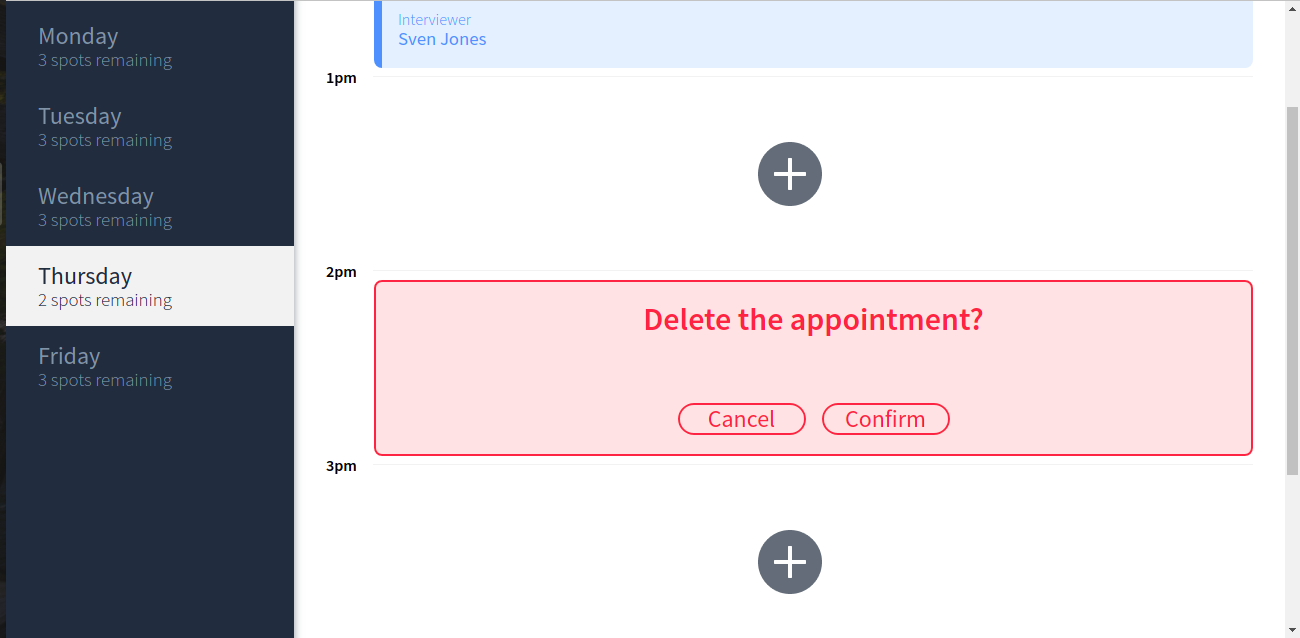 Monday
3 spots remaining
Tuesday
3 spots remaining
Wednesday
3 spots remaining
Thursday
2 spots remaining
Friday
3 spots remaining
Interviewer
Sven Jones
1pm
2pm
Delete the appointment?
Cancel Confirm
3pm